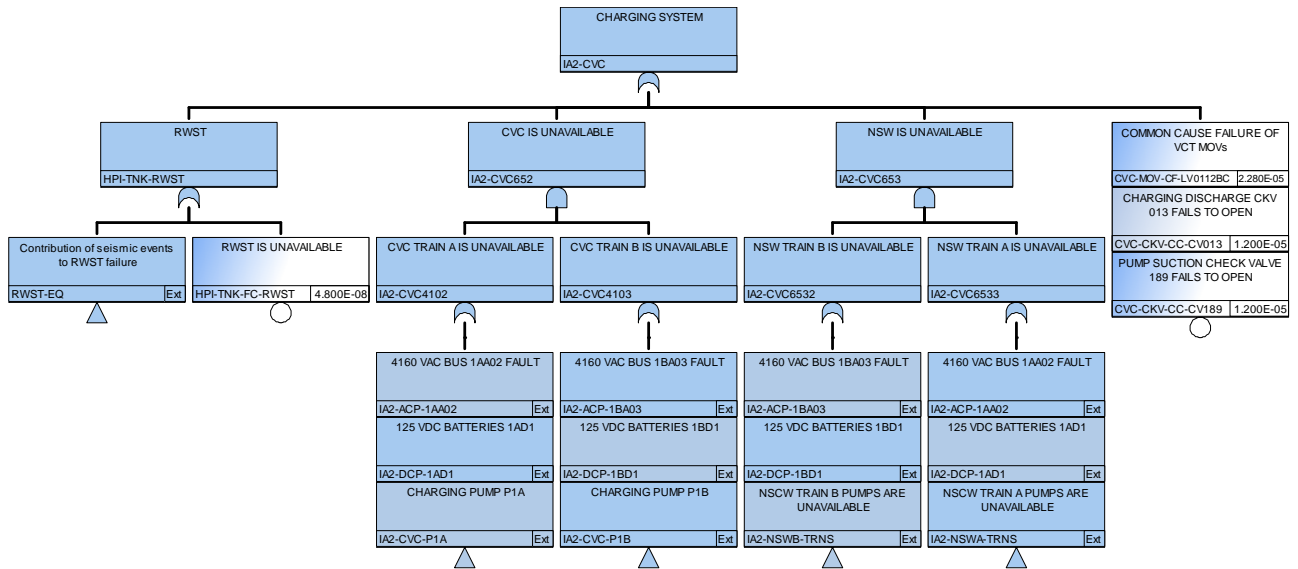 CHARGING SYSTEM
IA2-CVC
RWST
HPI-TNK-RWST
CVC IS UNAVAILABLE
IA2-CVC652
NSW IS UNAVAILABLE
IA2-CVC653
COMMON CAUSE FAILURE OF
VCT MOVs
CVC-MOV-CF-LV0112BC 2.280E-05
CHARGING DISCHARGE CKV
013 FAILS TO OPEN
CVC-CKV-CC-CV013 1.200E-05
PUMP SUCTION CHECK VALVE
189 FAILS TO OPEN
CVC-CKV-CC-CV189 1.200E-05
Contribution of seismic events
to RWST failure
RWST-EQ Ext
RWST IS UNAVAILABLE
HPI-TNK-FC-RWST 4.800E-08
CVC TRAIN A IS UNAVAILABLE
IA2-CVC4102
CVC TRAIN B IS UNAVAILABLE
IA2-CVC4103
NSW TRAIN B IS UNAVAILABLE
IA2-CVC6532
NSW TRAIN A IS UNAVAILABLE
IA2-CVC6533
4160 VAC BUS 1AA02 FAULT
IA2-ACP-1AA02 Ext
125 VDC BATTERIES 1AD1
IA2-DCP-1AD1 Ext
CHARGING PUMP P1A
IA2-CVC-P1A Ext
4160 VAC BUS 1BA03 FAULT
IA2-ACP-1BA03 Ext
125 VDC BATTERIES 1BD1
IA2-DCP-1BD1 Ext
CHARGING PUMP P1B
IA2-CVC-P1B Ext
4160 VAC BUS 1BA03 FAULT
IA2-ACP-1BA03 Ext
125 VDC BATTERIES 1BD1
IA2-DCP-1BD1 Ext
NSCW TRAIN B PUMPS ARE
UNAVAILABLE
IA2-NSWB-TRNS Ext
4160 VAC BUS 1AA02 FAULT
IA2-ACP-1AA02 Ext
125 VDC BATTERIES 1AD1
IA2-DCP-1AD1 Ext
NSCW TRAIN A PUMPS ARE
UNAVAILABLE
IA2-NSWA-TRNS Ext